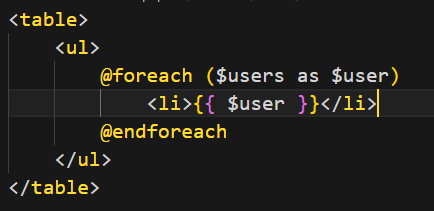 <table>
<ul>
@foreach ($users as $user)
<li>{{ $user }}</li>
@endforeach
</ul>
</table>